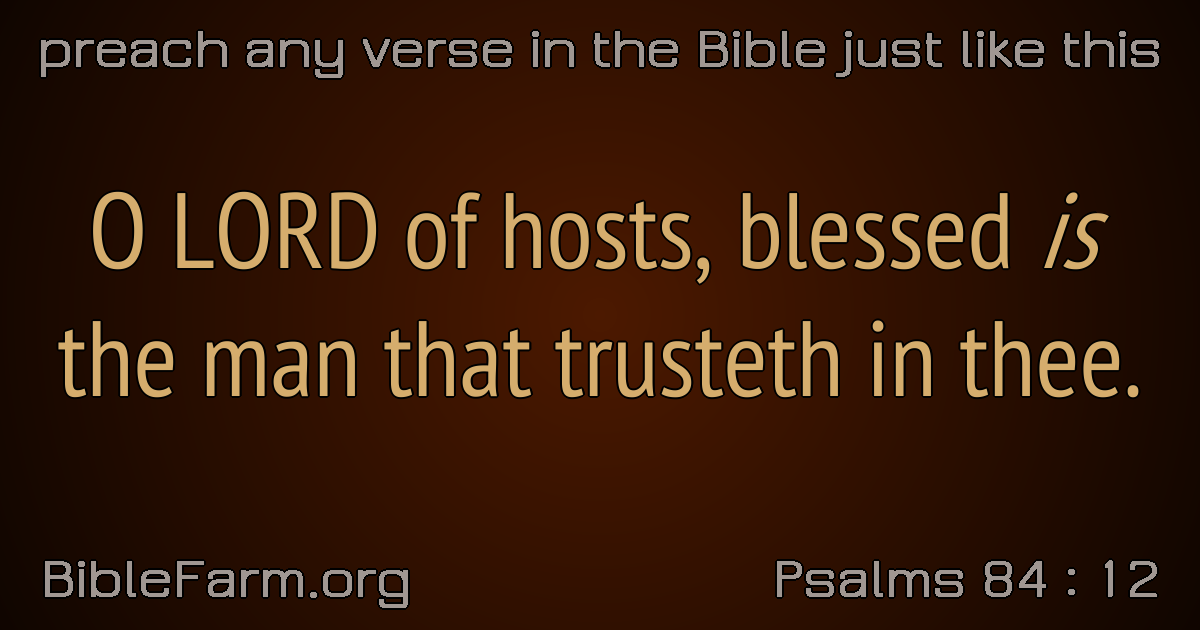 preach any verse in the Bible just like this
O LORD of hosts, blessed is
the man that trusteth in thee.
BibleFarm.org
Psalms 84 : 12